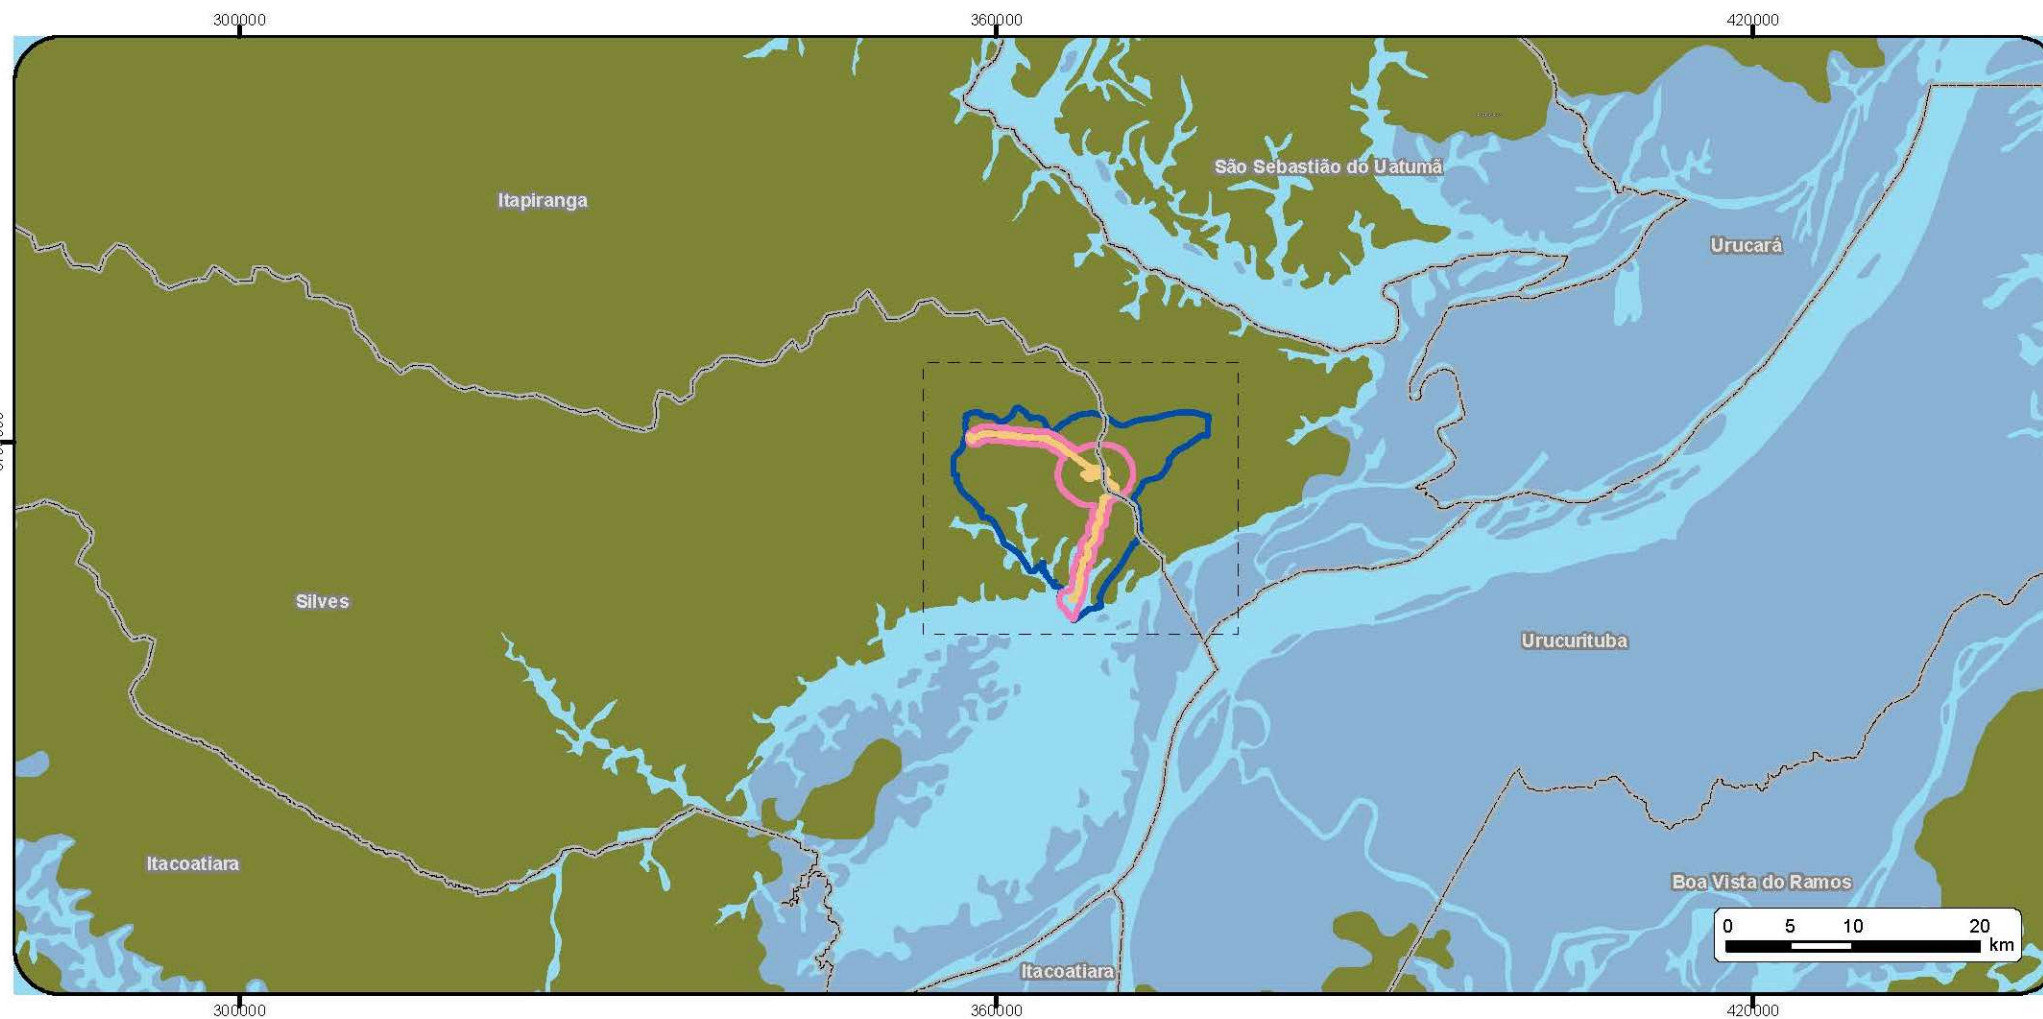 300000 360000 420000
São Sebastião do Uatumã
Itapiranga
Urucará
Silves
Urucurituba
Itacoatiara
Boa Vista do Ramos
0 5 10 20
km
Itacoatiara
300000 360000 420000